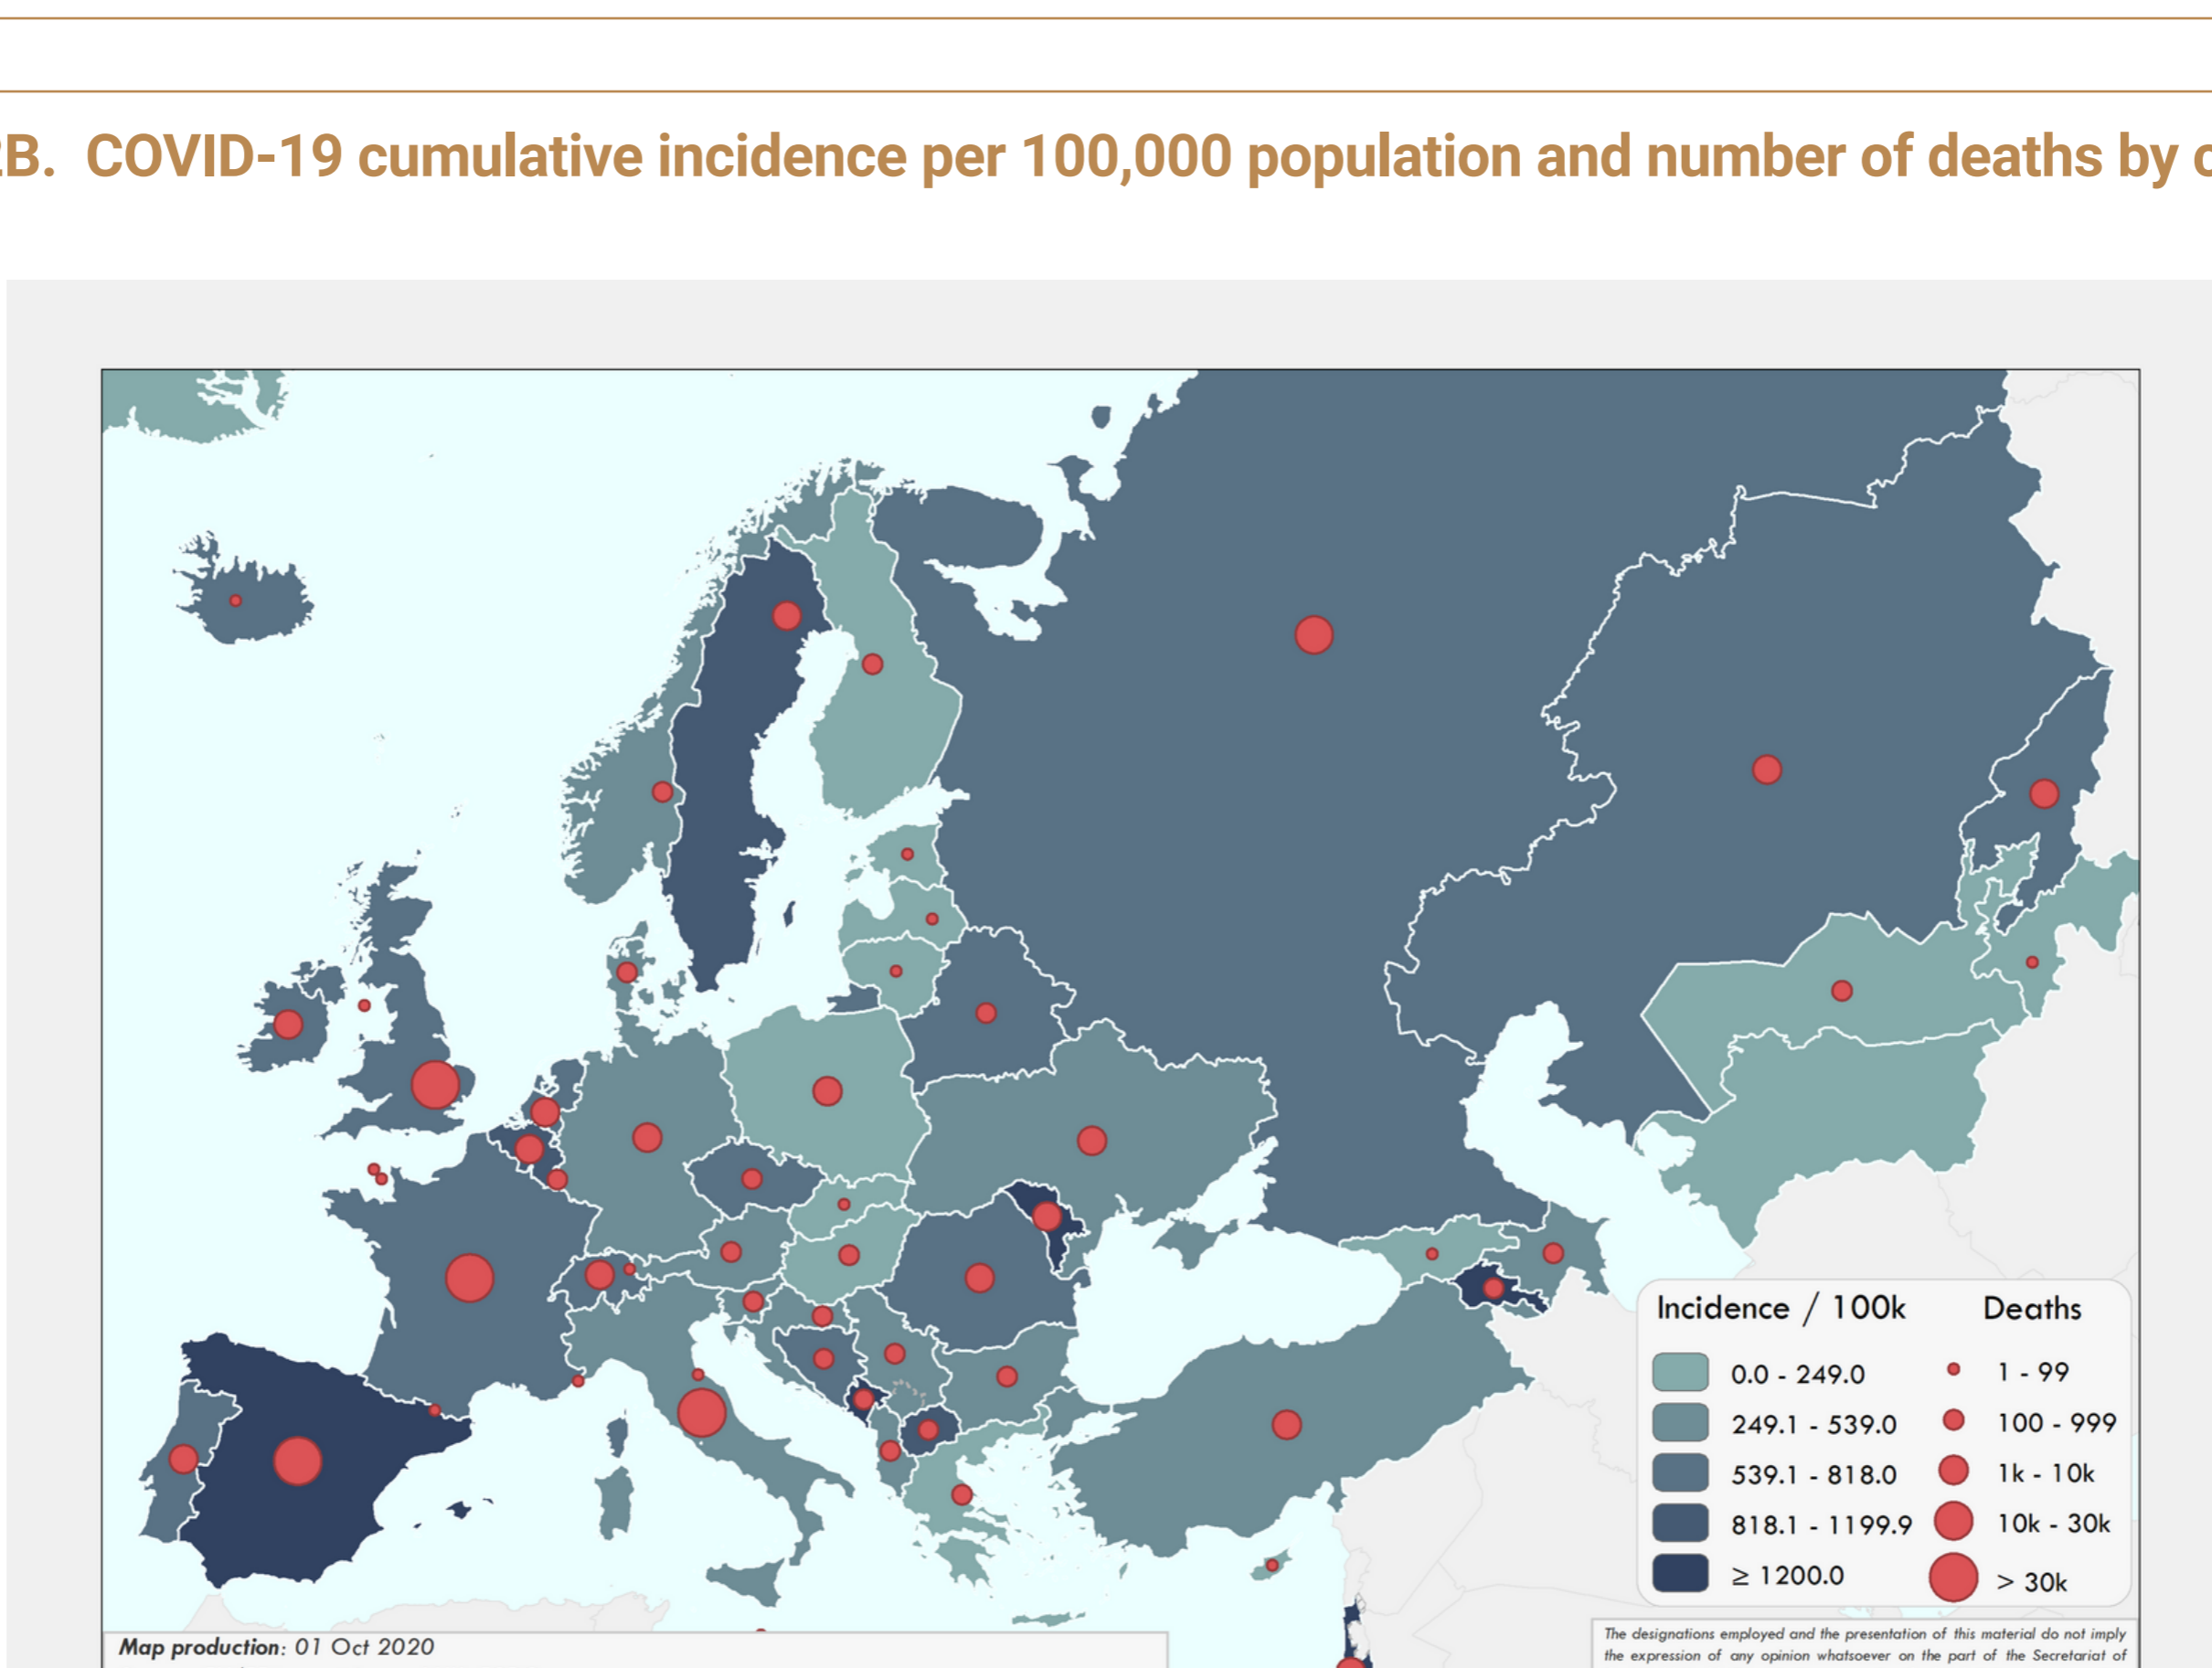 B. COVID-19 cumulative incidence per 100,000 population and number of deaths by
Incidence / 100k Deaths
0.0 - 249.0 1 - 99
249.1 - 539.0 100 - 999
539.1 - 818.0 1k - 10k
818.1 - 1199.9 10k - 30k
≥ 1200.0 > 30k
Map production: 01 Oct 2020
The designations employed and the presentation of this material do not imply
the expression of any opinion whatsoever on the part of the Secretariat of